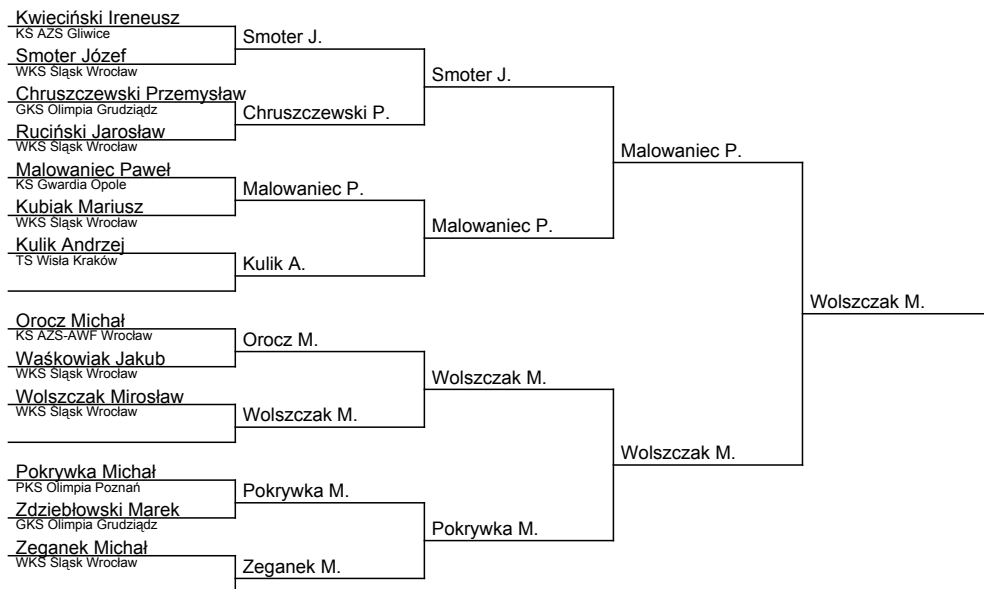 Kwieciński Ireneusz
KS AZS Gliwice
Smoter Józef
WKS Śląsk Wrocław
Chruszczewski Przemysław
GKS Olimpia Grudziądz
Ruciński Jarosław
WKS Śląsk Wrocław
Malowaniec Paweł
KS Gwardia Opole
Kubiak Mariusz
WKS Śląsk Wrocław
Kulik Andrzej
TS Wisła Kraków
Orocz Michał
KS AZS-AWF Wrocław
Waśkowiak Jakub
WKS Śląsk Wrocław
Wolszczak Mirosław
WKS Śląsk Wrocław
Pokrywka Michał
PKS Olimpia Poznań
Zdziebłowski Marek
GKS Olimpia Grudziądz
Zeganek Michał
WKS Śląsk Wrocław
Smoter J.
Chruszczewski P.
Malowaniec P.
Kulik A.
Orocz M.
Wolszczak M.
Pokrywka M.
Zeganek M.
Smoter J.
Malowaniec P.
Wolszczak M.
Pokrywka M.
Malowaniec P.
Wolszczak M.
Wolszczak M.